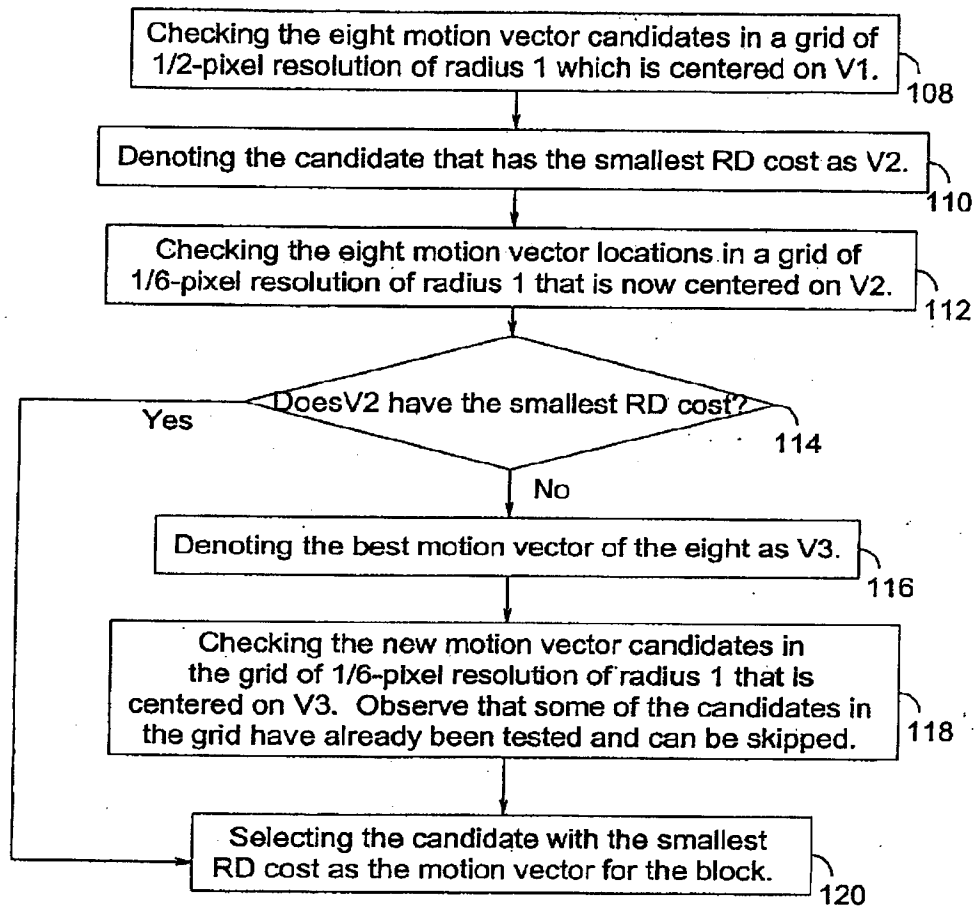 Checking the eight motion vector candidates in a grid of
1/2-pixel resolution of radius 1 which is centered on V1.
108
Denoting the candidate that has the smallest RD cost as V2.
110
Checking the eight motion vector locations in a grid of
1/6-pixel resolution of radius 1 that is now centered on V2.
112
DoesV2 have the smallest RD cost?
Yes
114
No
Denoting the best motion vector of the eight as V3.
116
Checking the new motion vector candidates in
the grid of 1/6-pixel resolution of radius 1 that is
centered on V3. Observe that some of the candidates in
the grid have already been tested and can be skipped.
118
Selecting the candidate with the smallest
RD cost as the motion vector for the block.
120